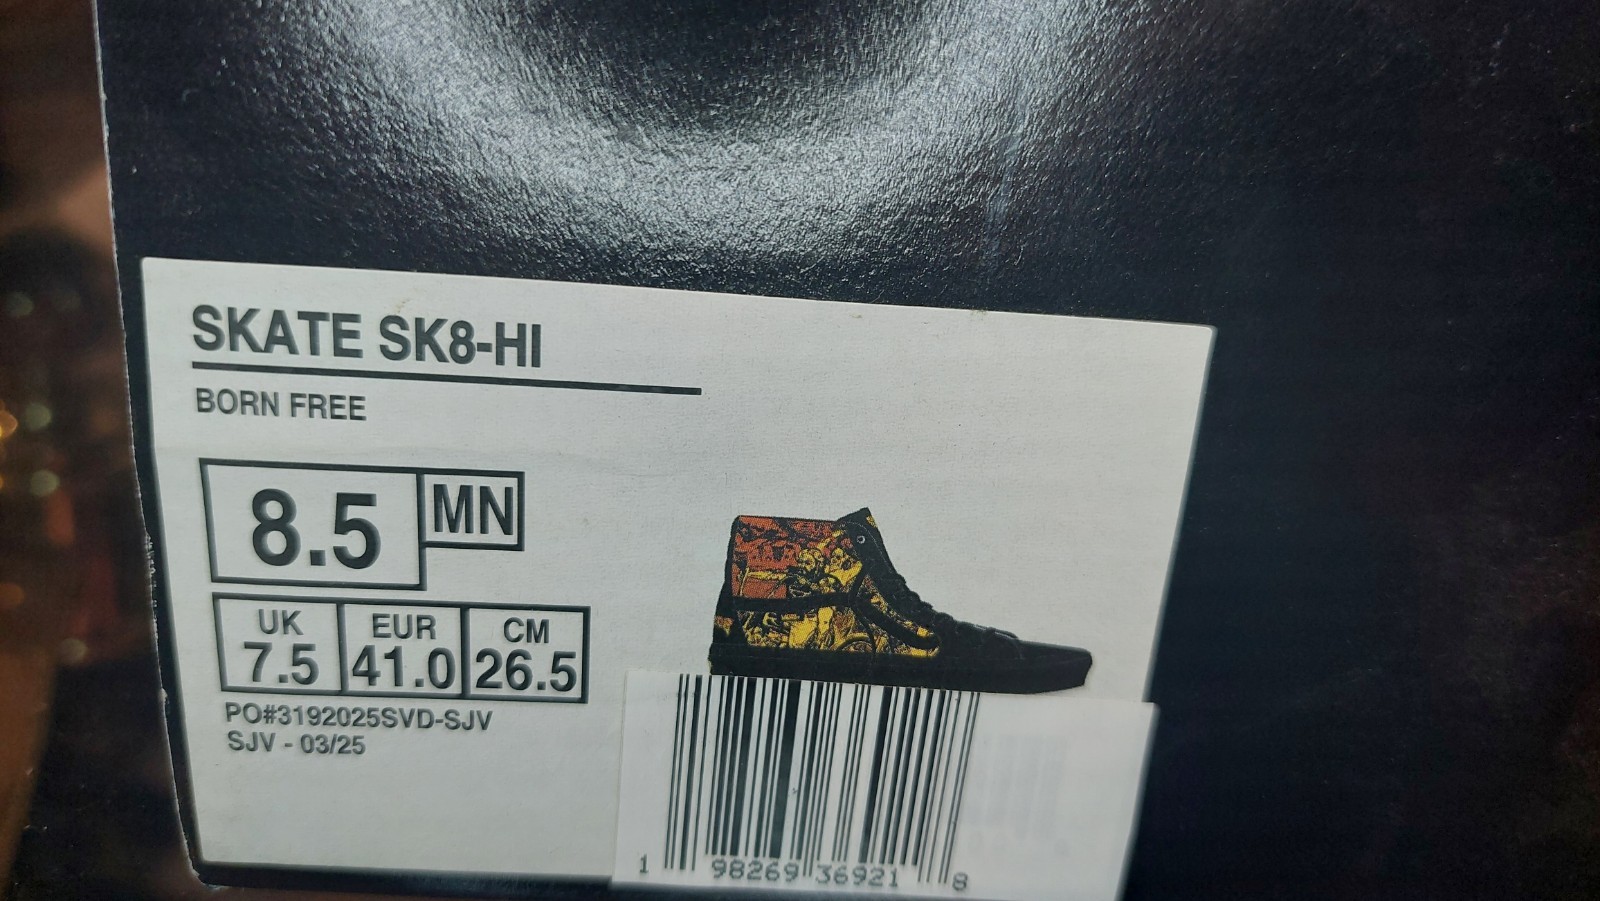 SKATE SK8-HI
BORN FREE
8.5 MN
UK EUR CM
7.5 41.0 26.5
PO#3192025SVD-SJV
SJV - 03/25
1 98269 36921 8